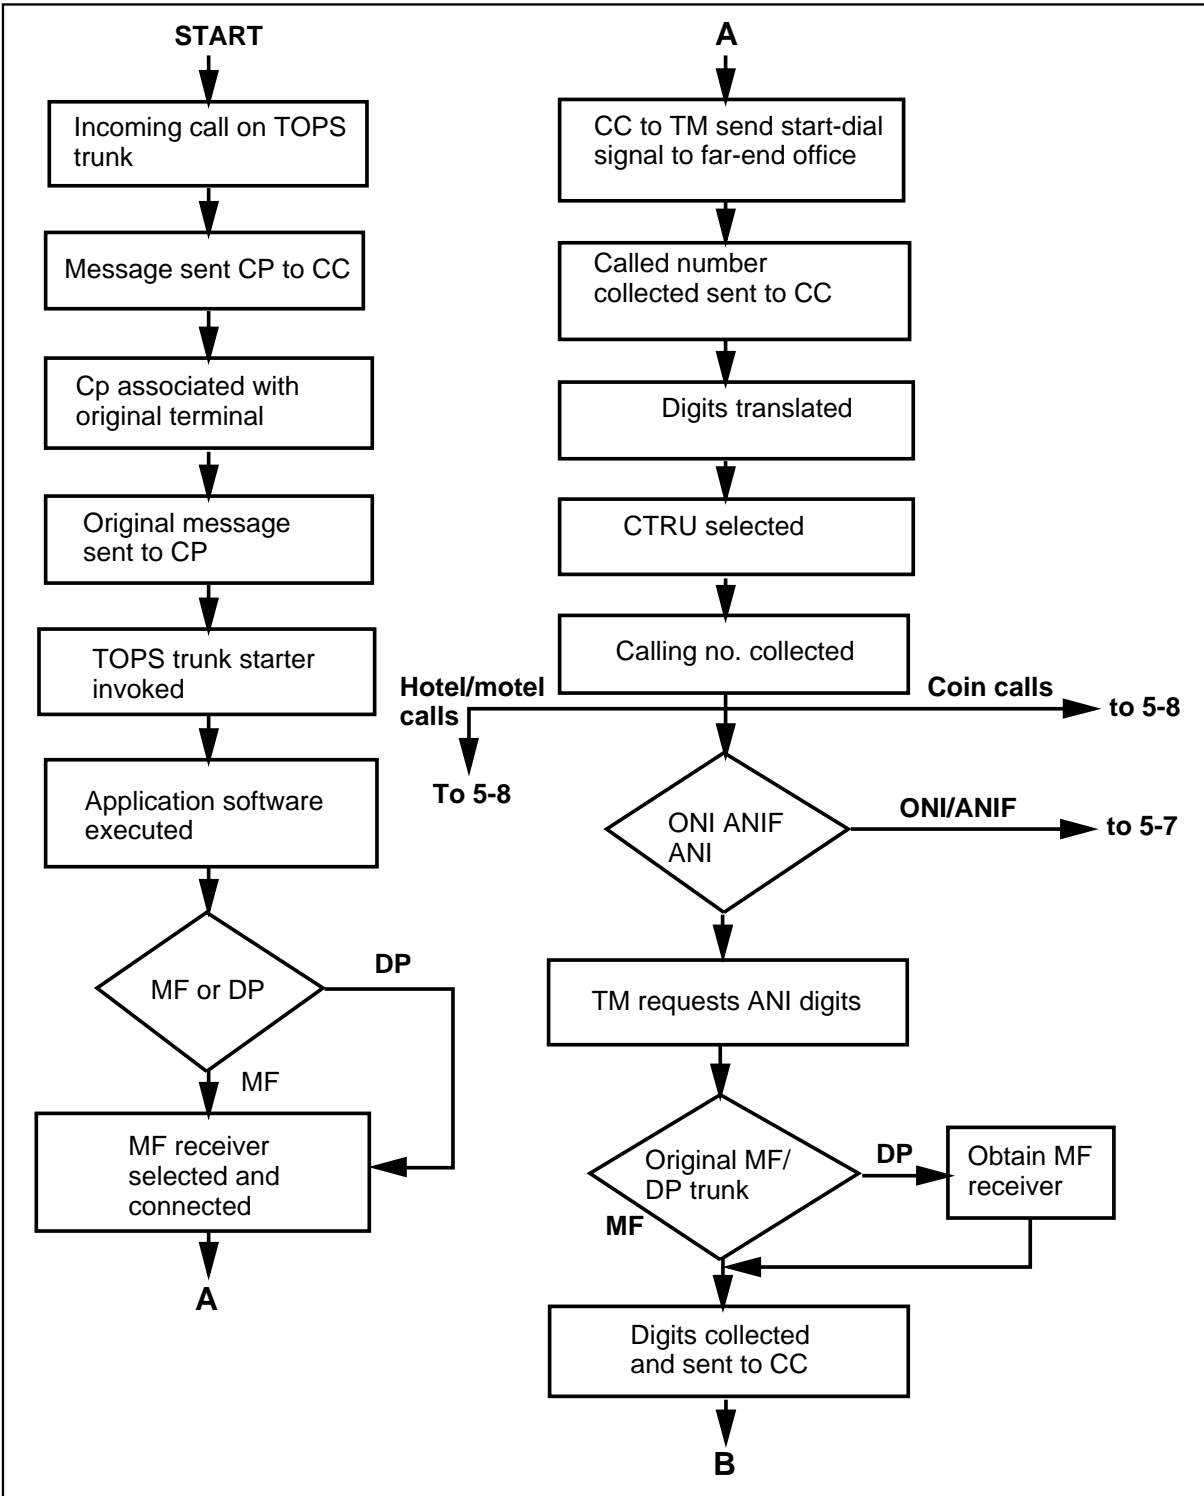 START
Incoming call on TOPS
trunk
Message sent CP to CC
Cp associated with
original terminal
Original message
sent to CP
TOPS trunk starter
invoked
Application software
executed
MF or DP
DP
MF
MF receiver
selected and
connected
A
A
CC to TM send start-dial
signal to far-end office
Called number
collected sent to CC
Digits translated
CTRU selected
Calling no. collected
Hotel/motel
calls
To 5-8
Coin calls
to 5-8
ONI ANIF
ANI
ONI/ANIF
to 5-7
TM requests ANI digits
Original MF/
DP trunk
DP
MF
Obtain MF
receiver
Digits collected
and sent to CC
B